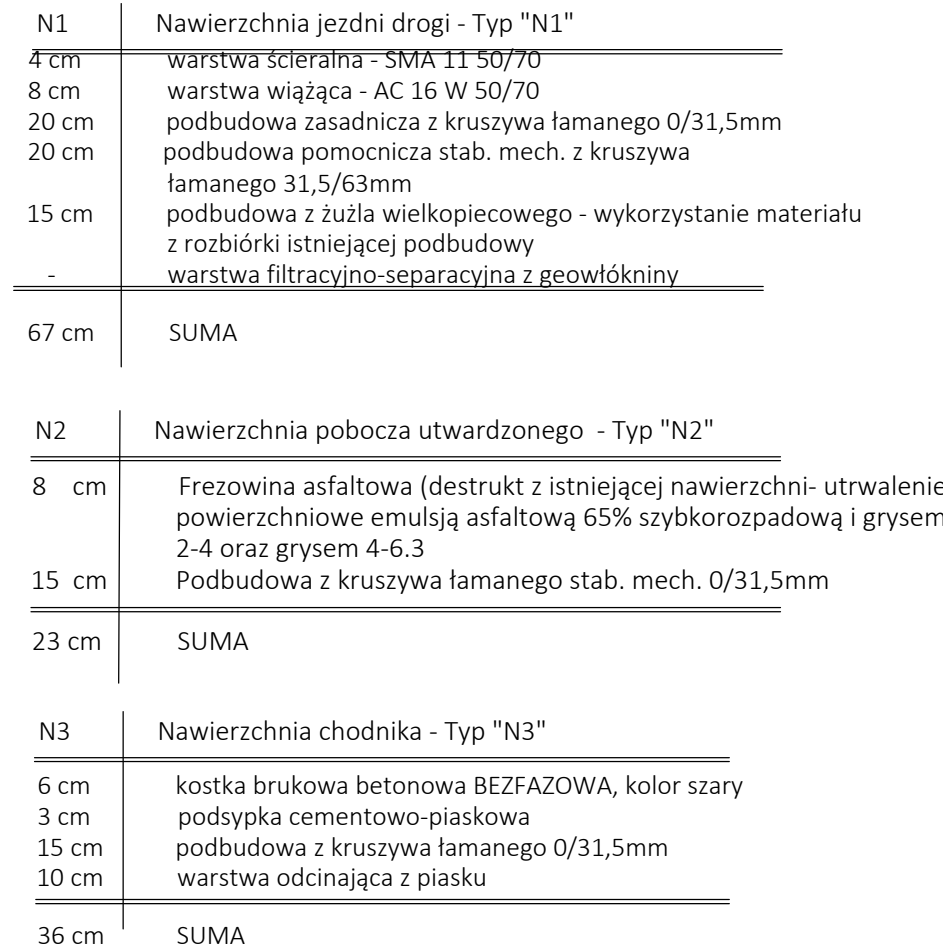 N1 Nawierzchnia jezdni drogi - Typ "N1"
4 cm warstwa ścieralna - SMA 11 50/70
8 cm warstwa wiążąca - AC 16 W 50/70
20 cm podbudowa zasadnicza z kruszywa łamanego 0/31,5mm
20 cm podbudowa pomocnicza stab. mech. z kruszywa
łamanego 31,5/63mm
15 cm podbudowa z żużla wielkopiecowego - wykorzystanie materiału
z rozbiórki istniejącej podbudowy
- warstwa filtracyjno-separacyjna z geowłókniny
67 cm SUMA
N2 Nawierzchnia pobocza utwardzonego - Typ "N2"
8 cm Frezowina asfaltowa (destrukt z istniejącej nawierzchni- utrwalenie
powierzchniowe emulsją asfaltową 65% szybkorozpadową i grysem
2-4 oraz grysem 4-6.3
15 cm Podbudowa z kruszywa łamanego stab. mech. 0/31,5mm
23 cm SUMA
N3 Nawierzchnia chodnika - Typ "N3"
6 cm kostka brukowa betonowa BEZFAZOWA, kolor szary
3 cm podsypka cementowo-piaskowa
15 cm podbudowa z kruszywa łamanego 0/31,5mm
10 cm warstwa odcinająca z piasku
36 cm SUMA